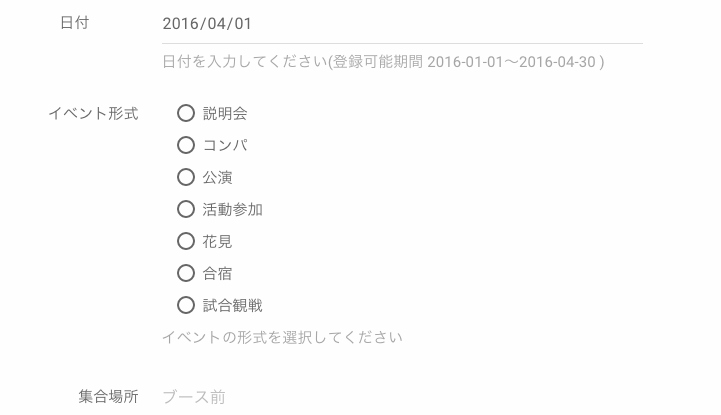 日付 2016/04/01
日付を入力してください(登録可能期間 2016-01-01〜2016-04-30 )
イベント形式 説明会
コンパ
公演
活動参加
花見
合宿
試合観戦
イベントの形式を選択してください
集合場所 ブース前